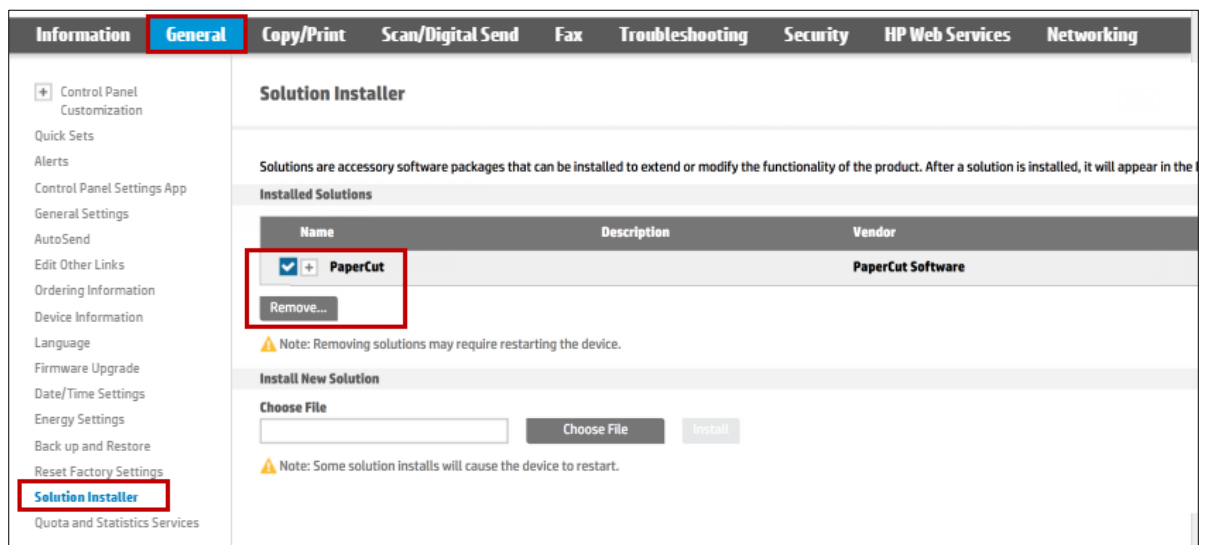 Information General Copy/Print Scan/Digital Send Fax Troubleshooting Security HP Web Services Networking
Control Panel
Customization
Quick Sets
Alerts
Control Panel Settings App
General Settings
AutoSend
Edit Other Links
Ordering Information
Device Information
Language
Firmware Upgrade
Date/Time Settings
Energy Settings
Back up and Restore
Reset Factory Settings
Solution Installer
Quota and Statistics Services
Solution Installer
Solutions are accessory software packages that can be installed to extend or modify the functionality of the product. After a solution is installed, it will appear in the
Installed Solutions
Name Description Vendor
PaperCut PaperCut Software
Remove...
Note: Removing solutions may require restarting the device.
Install New Solution
Choose File
Choose File Install
Note: Some solution installs will cause the device to restart.